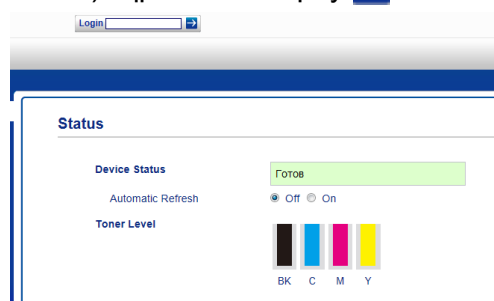 Login
Status
Device Status Готов
Automatic Refresh Off On
Toner Level
BK C M Y